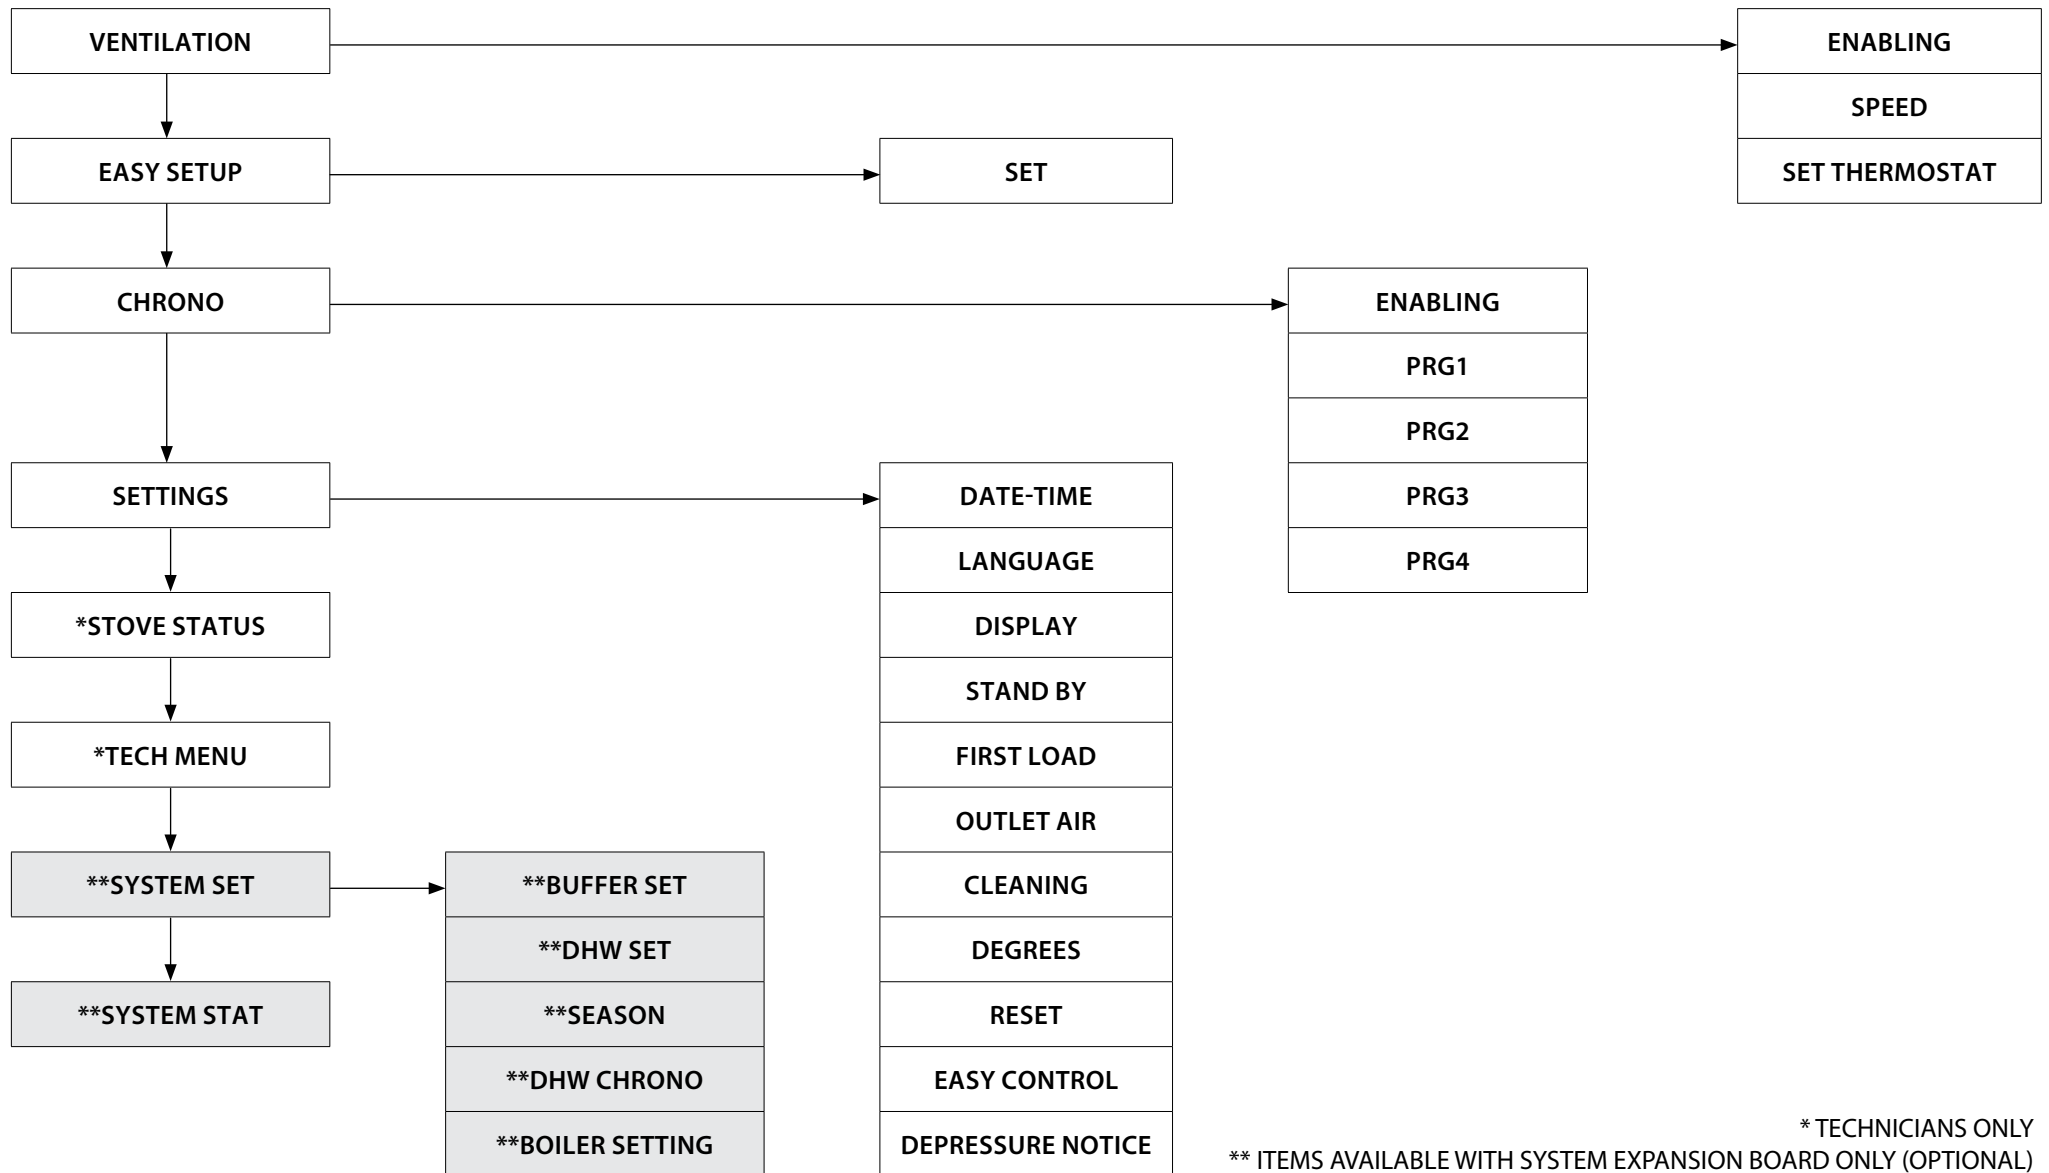 VENTILATION
ENABLING
SPEED
SET THERMOSTAT
EASY SETUP
SET
CHRONO
ENABLING
PRG1
PRG2
PRG3
PRG4
SETTINGS
DATE-TIME
LANGUAGE
DISPLAY
STAND BY
FIRST LOAD
OUTLET AIR
CLEANING
DEGREES
RESET
EASY CONTROL
DEPRESSURE NOTICE
*STOVE STATUS
*TECH MENU
**SYSTEM SET
**BUFFER SET
**DHW SET
**SEASON
**DHW CHRONO
**BOILER SETTING
**SYSTEM STAT
* TECHNICIANS ONLY
** ITEMS AVAILABLE WITH SYSTEM EXPANSION BOARD ONLY (OPTIONAL)